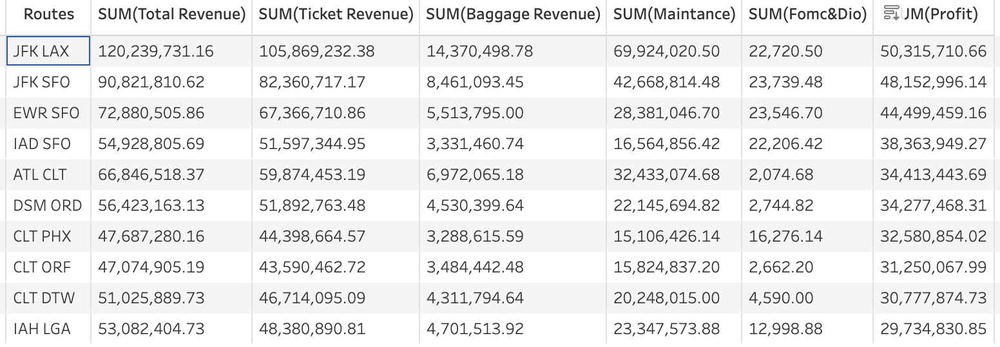 Routes SUM(Total Revenue) SUM(Ticket Revenue) SUM(Baggage Revenue) SUM(Maintance) SUM(Fomc&Dio) JM(Profit)
JFK LAX 120,239,731.16 105,869,232.38 14,370,498.78 69,924,020.50 22,720.50 50,315,710.66
JFK SFO 90,821,810.62 82,360,717.17 8,461,093.45 42,668,814.48 23,739.48 48,152,996.14
EWR SFO 72,880,505.86 67,366,710.86 5,513,795.00 28,381,046.70 23,546.70 44,499,459.16
IAD SFO 54,928,805.69 51,597,344.95 3,331,460.74 16,564,856.42 22,206.42 38,363,949.27
ATL CLT 66,846,518.37 59,874,453.19 6,972,065.18 32,433,074.68 2,074.68 34,413,443.69
DSM ORD 56,423,163.13 51,892,763.48 4,530,399.64 22,145,694.82 2,744.82 34,277,468.31
CLT PHX 47,687,280.16 44,398,664.57 3,288,615.59 15,106,426.14 16,276.14 32,580,854.02
CLT ORF 47,074,905.19 43,590,462.72 3,484,442.48 15,824,837.20 2,662.20 31,250,067.99
CLT DTW 51,025,889.73 46,714,095.09 4,311,794.64 20,248,015.00 4,590.00 30,777,874.73
IAH LGA 53,082,404.73 48,380,890.81 4,701,513.92 23,347,573.88 12,998.88 29,734,830.85